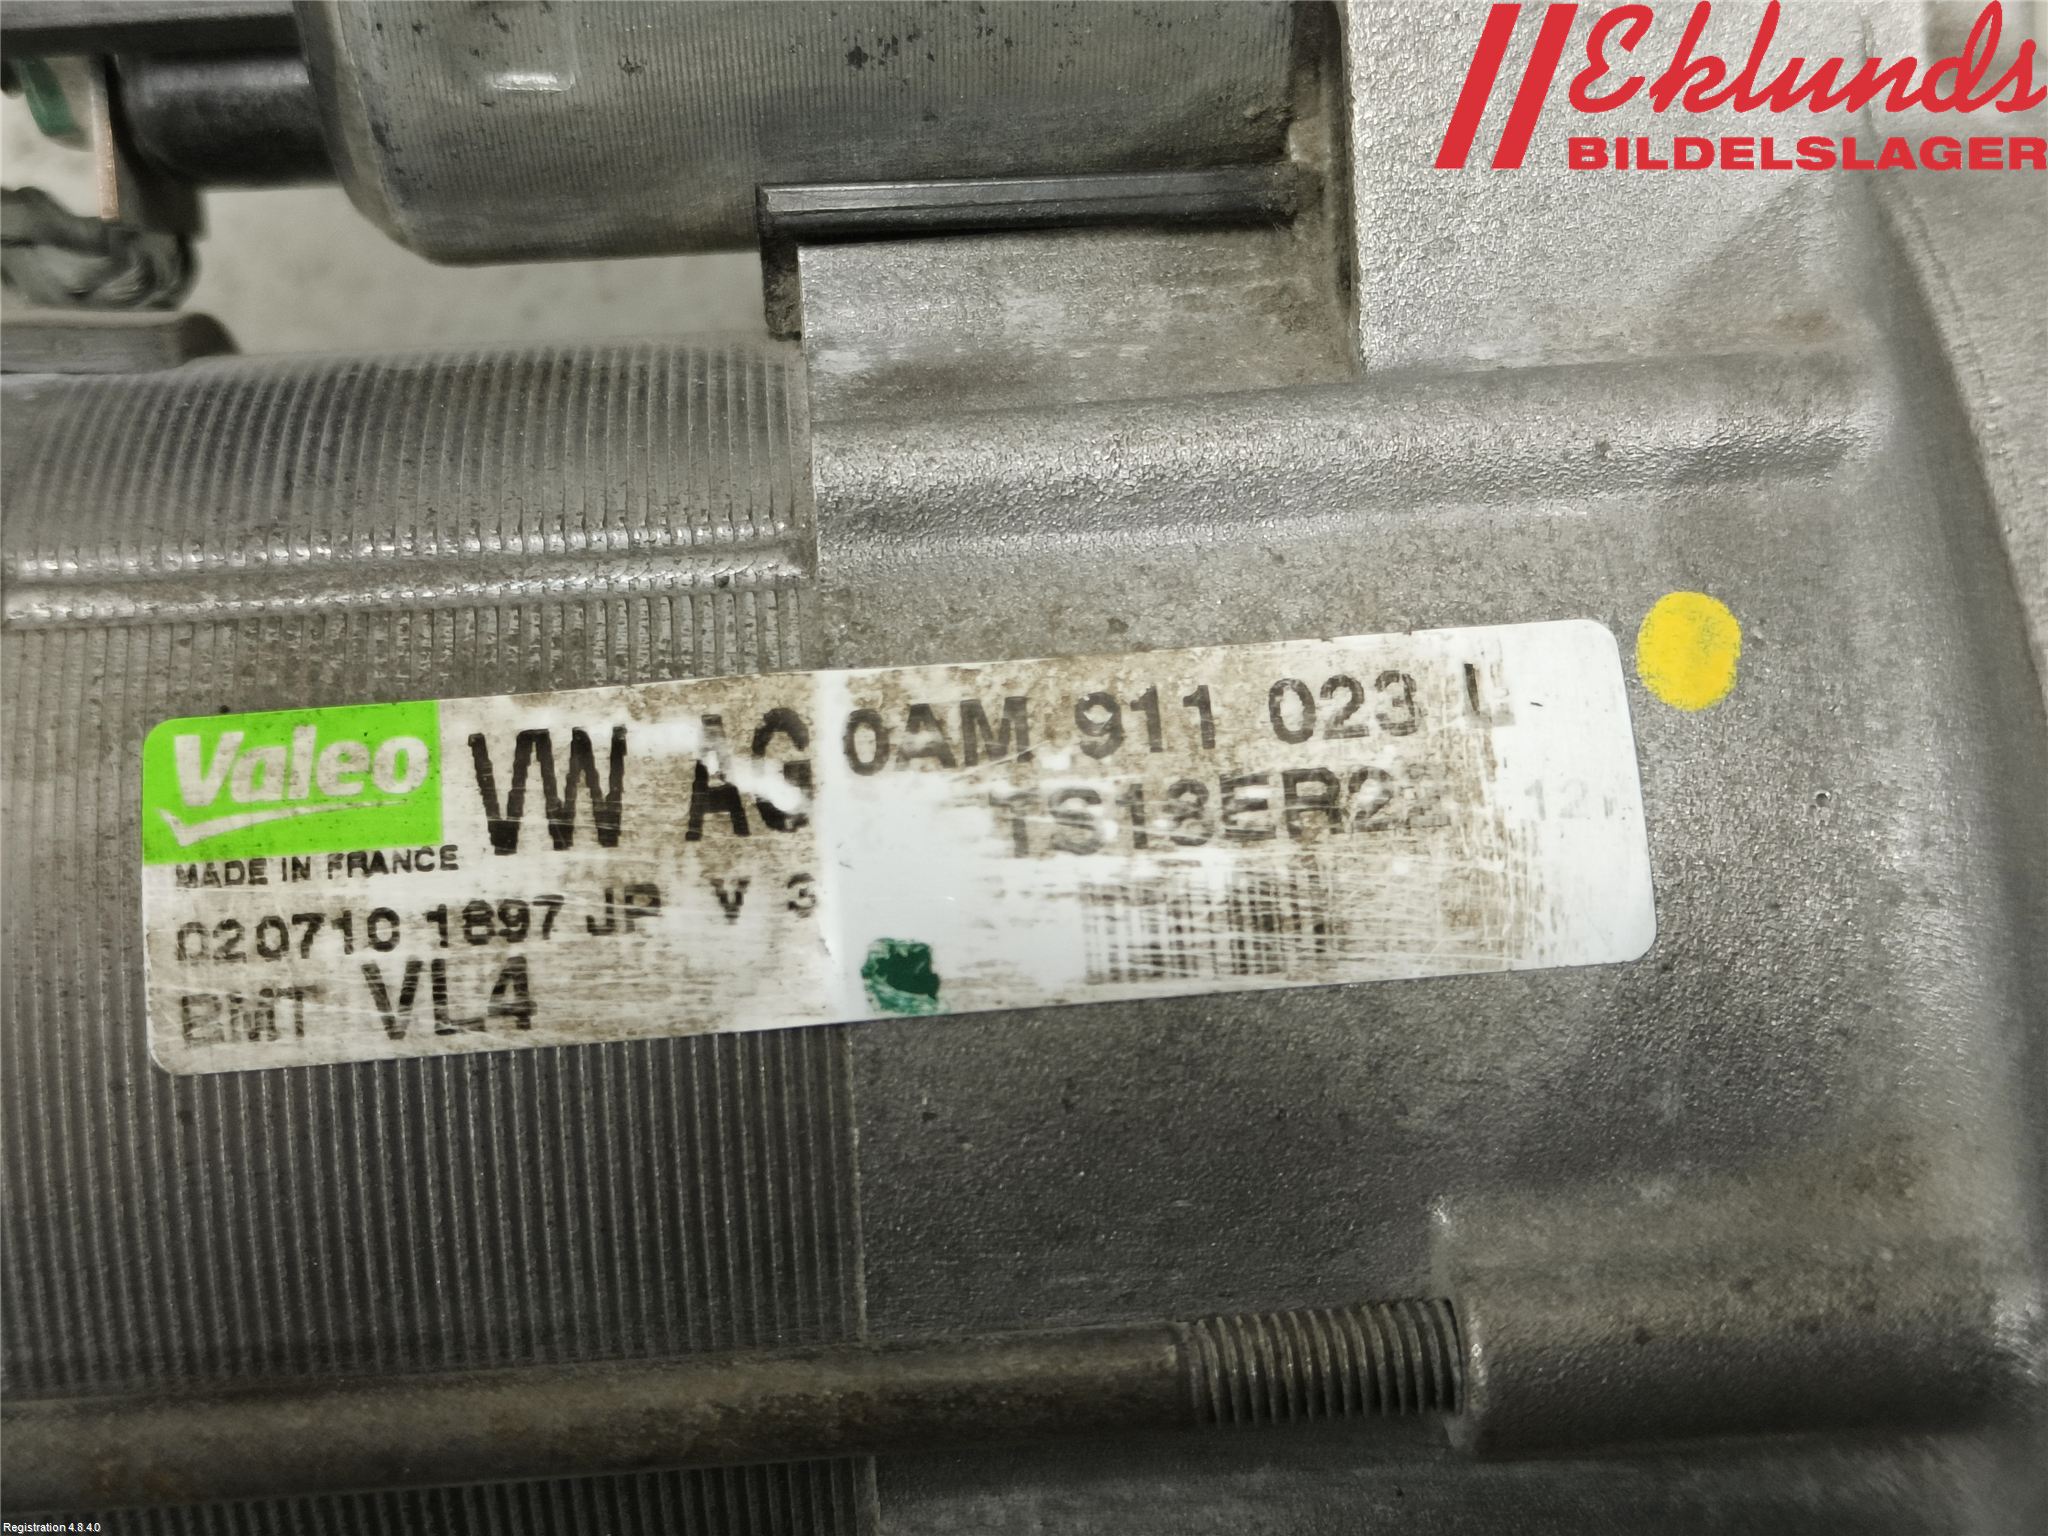 Eklunds
BILDELSLAGER
Valeo
VW AG
0AM 911 023 L
MADE IN FRANCE
020710 1897 JP V 3
BMT VL4
Registration 4.8.4.0